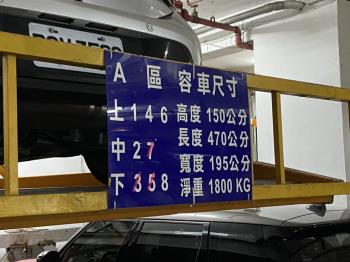 A 區 容車尺寸
上 1 4 6 高度 150公分
長度 470公分
中 2 7
寬度 195公分
下 3 5 8 淨重 1800 KG